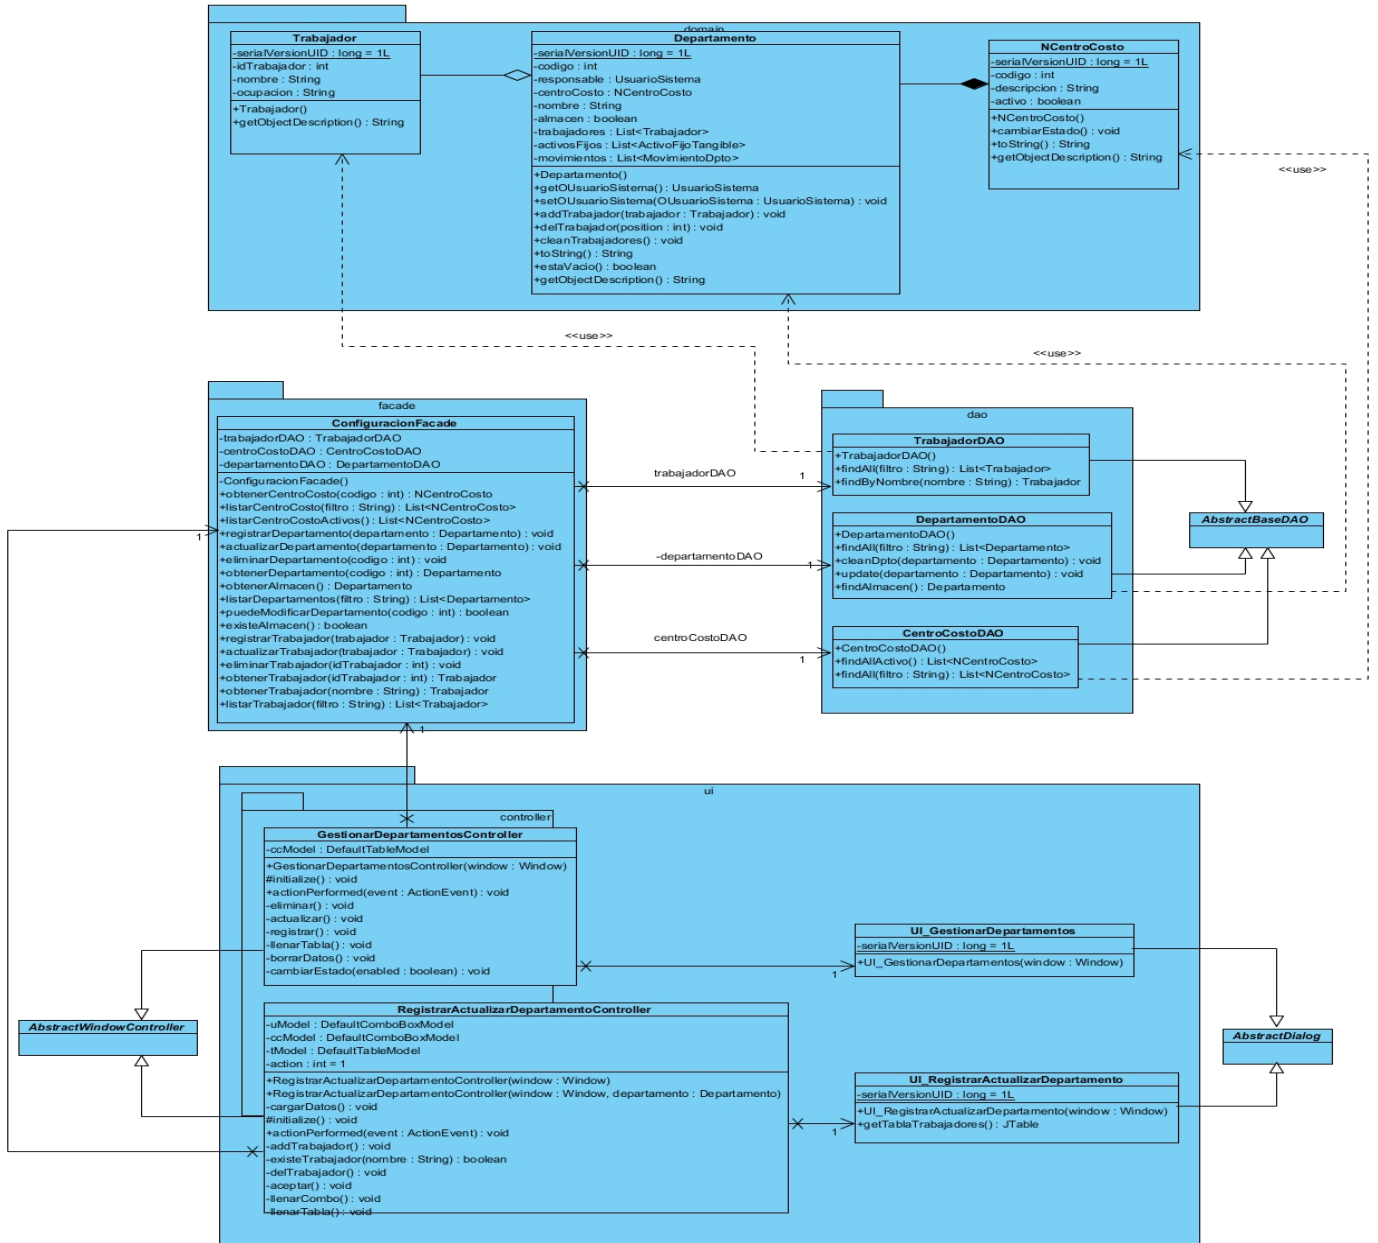 domain
Trabajador
-serialVersionUID : long = 1L
-idTrabajador : int
-nombre : String
-ocupacion : String
+Trabajador()
+getObjectDescription() : String
Departamento
-serialVersionUID : long = 1L
-codigo : int
-responsable : UsuarioSistema
-centroCosto : NCentroCosto
-nombre : String
-almacen : boolean
-trabajadores : List<Trabajador>
-activosFijos : List<ActivoFijoTangible>
-movimientos : List<MovimientoDpto>
+Departamento()
+getOUsuarioSistema() : UsuarioSistema
+setOUsuarioSistema(OUsuarioSistema : UsuarioSistema) : void
+addTrabajador(trabajador : Trabajador) : void
+delTrabajador(position : int) : void
+cleanTrabajadores() : void
+toString() : String
+estaVacio() : boolean
+getObjectDescription() : String
NCentroCosto
-serialVersionUID : long = 1L
-codigo : int
-descripcion : String
-activo : boolean
+NCentroCosto()
+cambiarEstado() : void
+toString() : String
+getObjectDescription() : String
<<use>>
<<use>>
<<use>>
facade
ConfiguracionFacade
-trabajadorDAO : TrabajadorDAO
-centroCostoDAO : CentroCostoDAO
-departamentoDAO : DepartamentoDAO
-ConfiguracionFacade()
+obtenerCentroCosto(codigo : int) : NCentroCosto
+listarCentroCosto(filtro : String) : List<NCentroCosto>
+listarCentroCostoActivos() : List<NCentroCosto>
+registrarDepartamento(departamento : Departamento) : void
+actualizarDepartamento(departamento : Departamento) : void
+eliminarDepartamento(codigo : int) : void
+obtenerDepartamento(codigo : int) : Departamento
+obtenerAlmacen() : Departamento
+listarDepartamentos(filtro : String) : List<Departamento>
+puedeModificarDepartamento(codigo : int) : boolean
+existeAlmacen() : boolean
+registrarTrabajador(trabajador : Trabajador) : void
+actualizarTrabajador(trabajador : Trabajador) : void
+eliminarTrabajador(idTrabajador : int) : void
+obtenerTrabajador(idTrabajador : int) : Trabajador
+obtenerTrabajador(nombre : String) : Trabajador
+listarTrabajador(filtro : String) : List<Trabajador>
1
1
trabajadorDAO
1
-departamentoDAO
1
centroCostoDAO
1
dao
TrabajadorDAO
+TrabajadorDAO()
+findAll(filtro : String) : List<Trabajador>
+findByNombre(nombre : String) : Trabajador
DepartamentoDAO
+DepartamentoDAO()
+findAll(filtro : String) : List<Departamento>
+cleanDpto(departamento : Departamento) : void
+update(departamento : Departamento) : void
+findAlmacen() : Departamento
CentroCostoDAO
+CentroCostoDAO()
+findAllActivo() : List<NCentroCosto>
+findAll(filtro : String) : List<NCentroCosto>
AbstractBaseDAO
ui
controller
GestionarDepartamentosController
-ccModel : DefaultTableModel
+GestionarDepartamentosController(window : Window)
#initialize() : void
+actionPerformed(event : ActionEvent) : void
-eliminar() : void
-actualizar() : void
-registrar() : void
-llenarTabla() : void
-borrarDatos() : void
-cambiarEstado(enabled : boolean) : void
1
UI_GestionarDepartamentos
-serialVersionUID : long = 1L
+UI_GestionarDepartamentos(window : Window)
AbstractWindowController
RegistrarActualizarDepartamentoController
-uModel : DefaultComboBoxModel
-ccModel : DefaultComboBoxModel
-tModel : DefaultTableModel
-action : int = 1
+RegistrarActualizarDepartamentoController(window : Window)
+RegistrarActualizarDepartamentoController(window : Window, departamento : Departamento)
-cargarDatos() : void
#initialize() : void
+actionPerformed(event : ActionEvent) : void
-addTrabajador() : void
-existeTrabajador(nombre : String) : boolean
-delTrabajador() : void
-aceptar() : void
-llenarCombo() : void
-llenarTabla() : void
1
UI_RegistrarActualizarDepartamento
-serialVersionUID : long = 1L
+UI_RegistrarActualizarDepartamento(window : Window)
+getTablaTrabajadores() : JTable
AbstractDialog